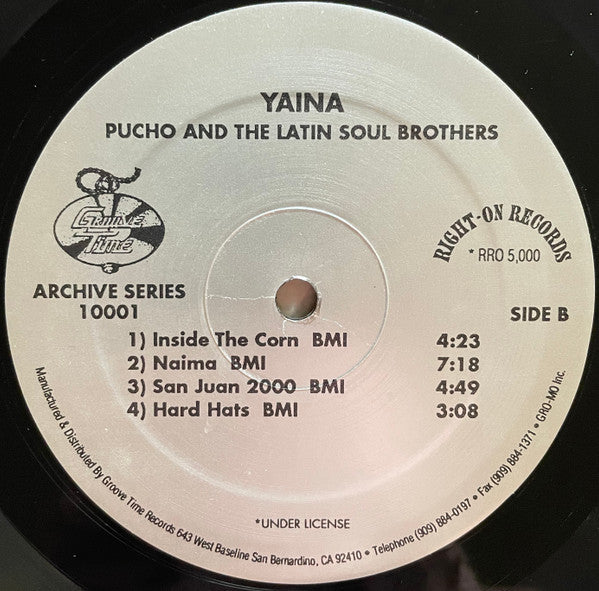 YAINA
PUCHO AND THE LATIN SOUL BROTHERS
Groove
Time
RIGHT-ON RECORDS
* RRO 5,000
ARCHIVE SERIES
10001
SIDE B
1) Inside The Corn BMI 4:23
2) Naima BMI 7:18
3) San Juan 2000 BMI 4:49
4) Hard Hats BMI 3:08
*UNDER LICENSE
Manufactured & Distributed By Groove Time Records 643 West Baseline San Bernardino, CA 92410 • Telephone (909) 884-0197 • Fax (909) 884-1371 • GRO-MO Inc.